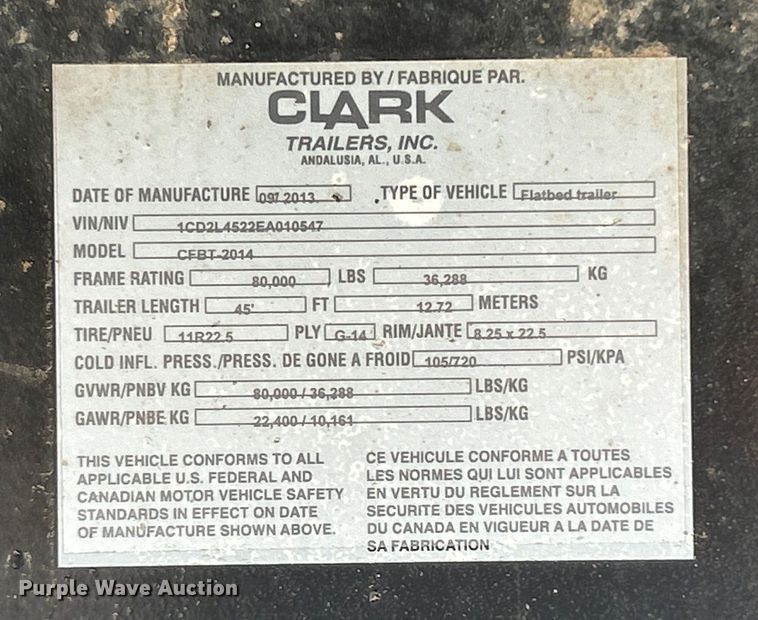 MANUFACTURED BY / FABRIQUE PAR.
CLARK
TRAILERS, INC.
ANDALUSIA, AL., U.S.A.
DATE OF MANUFACTURE 09/ 2013 TYPE OF VEHICLE Flatbed trailer
VIN/NIV 1CD2L4522EA010547
MODEL CFBT-2014
FRAME RATING 80,000 LBS 36,288 KG
TRAILER LENGTH 45' FT 12.72 METERS
TIRE/PNEU 11R22.5 PLY G-14 RIM/JANTE 8.25 x 22.5
COLD INFL. PRESS./PRESS. DE GONE A FROID 105/720 PSI/KPA
GVWR/PNBV KG 80,000 / 36,288 LBS/KG
GAWR/PNBE KG 22,400 / 10,161 LBS/KG
THIS VEHICLE CONFORMS TO ALL
APPLICABLE U.S. FEDERAL AND
CANADIAN MOTOR VEHICLE SAFETY
STANDARDS IN EFFECT ON DATE
OF MANUFACTURE SHOWN ABOVE.
CE VEHICULE CONFORME A TOUTES
LES NORMES QUI LUI SONT APPLICABLES
EN VERTU DU REGLEMENT SUR LA
SECURITE DES VEHICULES AUTOMOBILES
DU CANADA EN VIGUEUR A LA DATE DE
SA FABRICATION
Purple Wave Auction